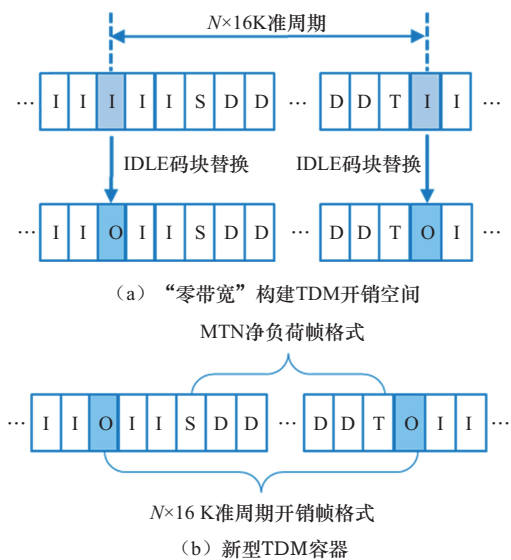 N×16K准周期
… I I I I I S D D … D D T I I …
IDLE码块替换 IDLE码块替换
… I I O I I S D D … D D T O I …
（a）“零带宽”构建TDM开销空间
MTN净负荷帧格式
… I I O I I S D D … D D T O I I …
N×16 K准周期开销帧格式
（b）新型TDM容器